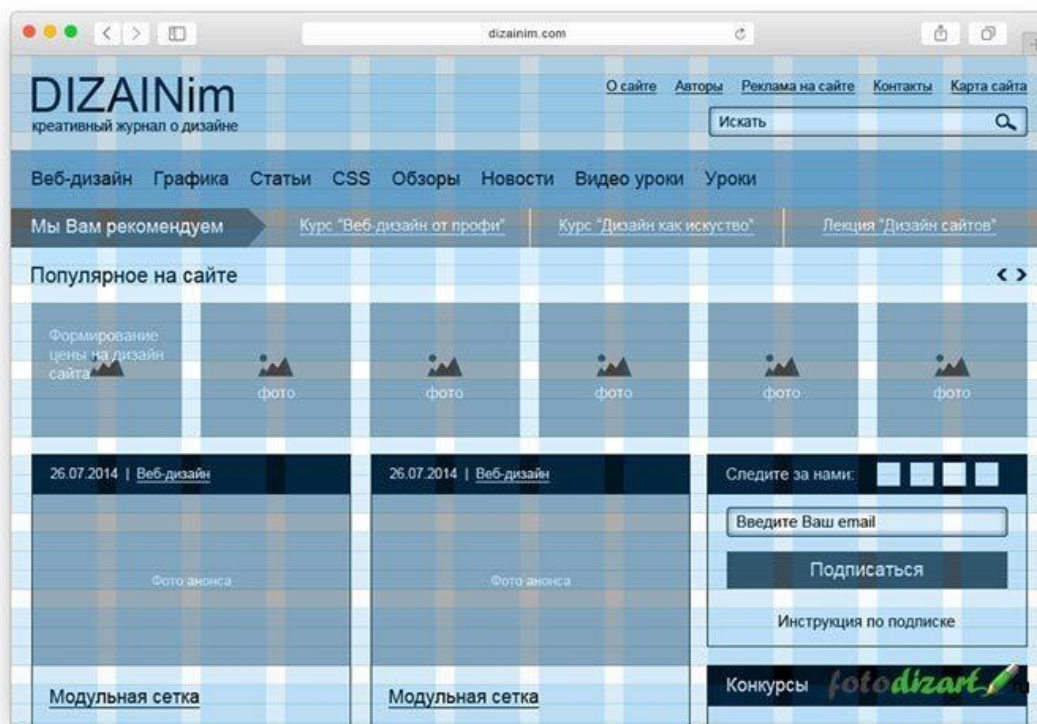 dizainim.com
DIZAINim
креативный журнал о дизайне
О сайте Авторы Реклама на сайте Контакты Карта сайта
Искать
Веб-дизайн Графика Статьи CSS Обзоры Новости Видео уроки Уроки
Мы Вам рекомендуем Курс "Веб-дизайн от профи" Курс "Дизайн как искуство" Лекция "Дизайн сайтов"
Популярное на сайте
Формирование
цены на дизайн
сайта
фото фото фото фото фото
26.07.2014 | Веб-дизайн 26.07.2014 | Веб-дизайн Следите за нами:
Введите Ваш email
Подписаться
Фото анонса Фото анонса
Инструкция по подписке
Модульная сетка Модульная сетка
Конкурсы
fotodizart.ru